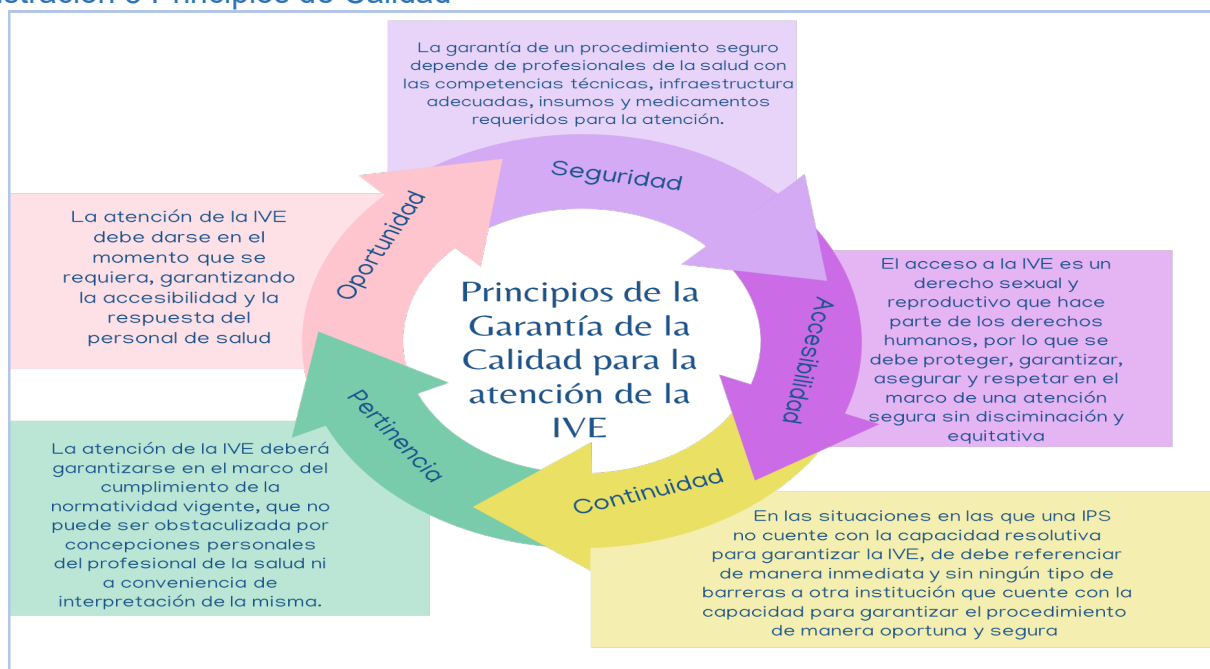 Principios de Calidad
La garantía de un procedimiento seguro
depende de profesionales de la salud con
las competencias técnicas, infraestructura
adecuadas, insumos y medicamentos
requeridos para la atención.
Seguridad
Oportunidad
La atención de la IVE
debe darse en el
momento que se
requiera, garantizando
la accesibilidad y la
respuesta del
personal de salud
Principios de la
Garantía de la
Calidad para la
atención de la
IVE
Accesibilidad
El acceso a la IVE es un
derecho sexual y
reproductivo que hace
parte de los derechos
humanos, por lo que se
debe proteger, garantizar,
asegurar y respetar en el
marco de una atención
segura sin discriminación y
equitativa
Pertinencia
La atención de la IVE deberá
garantizarse en el marco del
cumplimiento de la
normatividad vigente, que no
puede ser obstaculizada por
concepciones personales
del profesional de la salud ni
a conveniencia de
interpretación de la misma.
Continuidad
En las situaciones en las que una IPS
no cuente con la capacidad resolutiva
para garantizar la IVE, de debe referenciar
de manera inmediata y sin ningún tipo de
barreras a otra institución que cuente con la
capacidad para garantizar el procedimiento
de manera oportuna y segura